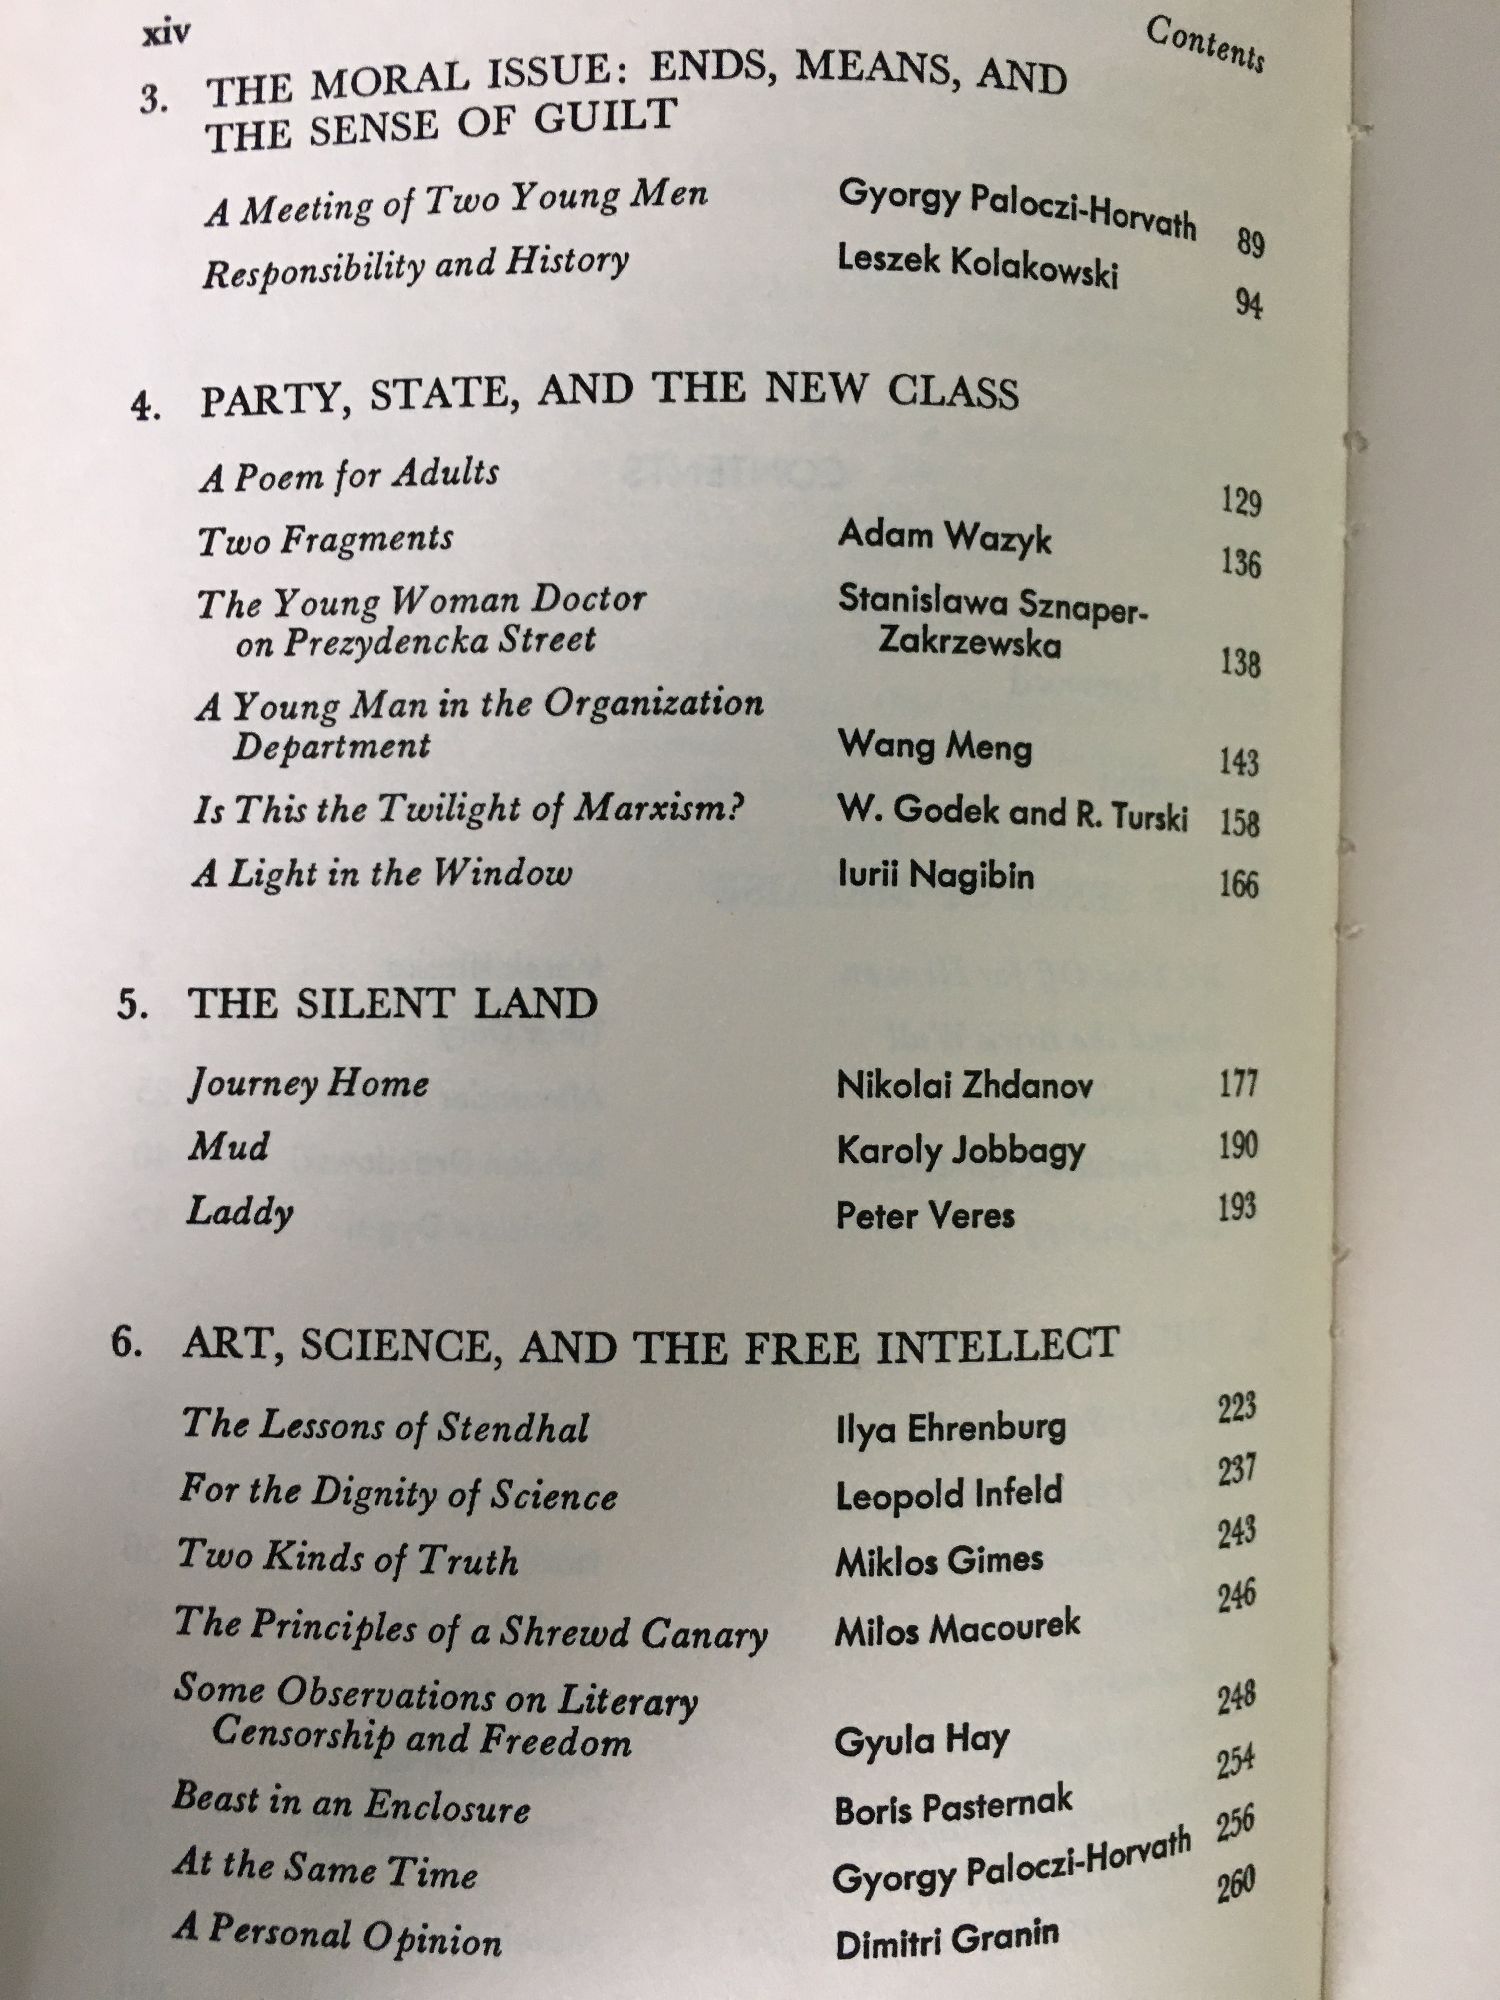 xiv Contents
3. THE MORAL ISSUE: ENDS, MEANS, AND
THE SENSE OF GUILT
A Meeting of Two Young Men Gyorgy Paloczi-Horvath 89
Responsibility and History Leszek Kolakowski 94
4. PARTY, STATE, AND THE NEW CLASS
A Poem for Adults 129
Two Fragments Adam Wazyk 136
The Young Woman Doctor Stanislawa Sznaper-
on Prezydencka Street Zakrzewska 138
A Young Man in the Organization
Department Wang Meng 143
Is This the Twilight of Marxism? W. Godek and R. Turski 158
A Light in the Window Iurii Nagibin 166
5. THE SILENT LAND
Journey Home Nikolai Zhdanov 177
Mud Karoly Jobbagy 190
Laddy Peter Veres 193
6. ART, SCIENCE, AND THE FREE INTELLECT
The Lessons of Stendhal Ilya Ehrenburg 223
For the Dignity of Science Leopold Infeld 237
Two Kinds of Truth Miklos Gimes 243
The Principles of a Shrewd Canary Milos Macourek 246
Some Observations on Literary
Censorship and Freedom Gyula Hay 248
Beast in an Enclosure Boris Pasternak 254
At the Same Time Gyorgy Paloczi-Horvath 256
A Personal Opinion Dimitri Granin 260